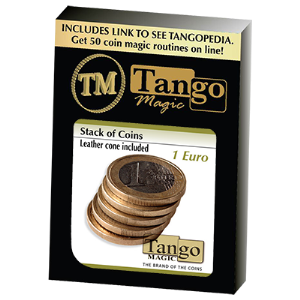 INCLUDES LINK TO SEE TANGOPEDIA.
Get 50 coin magic routines on line!
TM Tango
Magic
Stack of Coins
Leather cone included
1 Euro
1
Tango
MAGIC
THE BRAND OF THE COINS